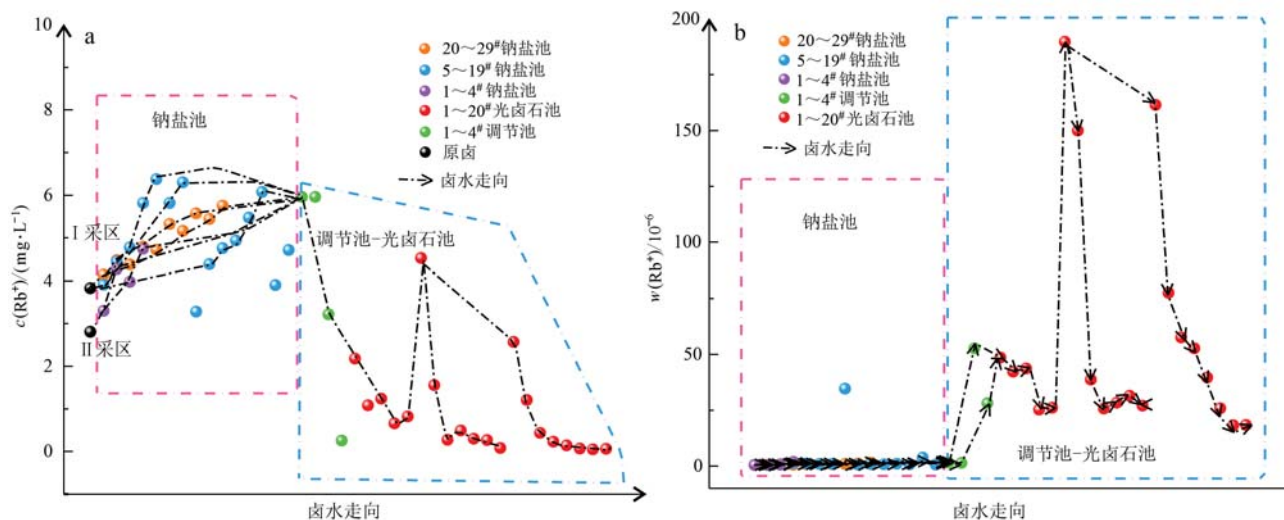 a
10
8
6
4
2
0
c(Rb⁺)/(mg·L⁻¹)
20～29#钠盐池
5～19#钠盐池
1～4#钠盐池
1～20#光卤石池
1～4#调节池
原卤
卤水走向
钠盐池
Ⅰ采区
Ⅱ采区
调节池-光卤石池
卤水走向
b
200
150
100
50
0
w(Rb⁺)/10⁻⁶
20～29#钠盐池
5～19#钠盐池
1～4#钠盐池
1～4#调节池
1～20#光卤石池
卤水走向
钠盐池
调节池-光卤石池
卤水走向